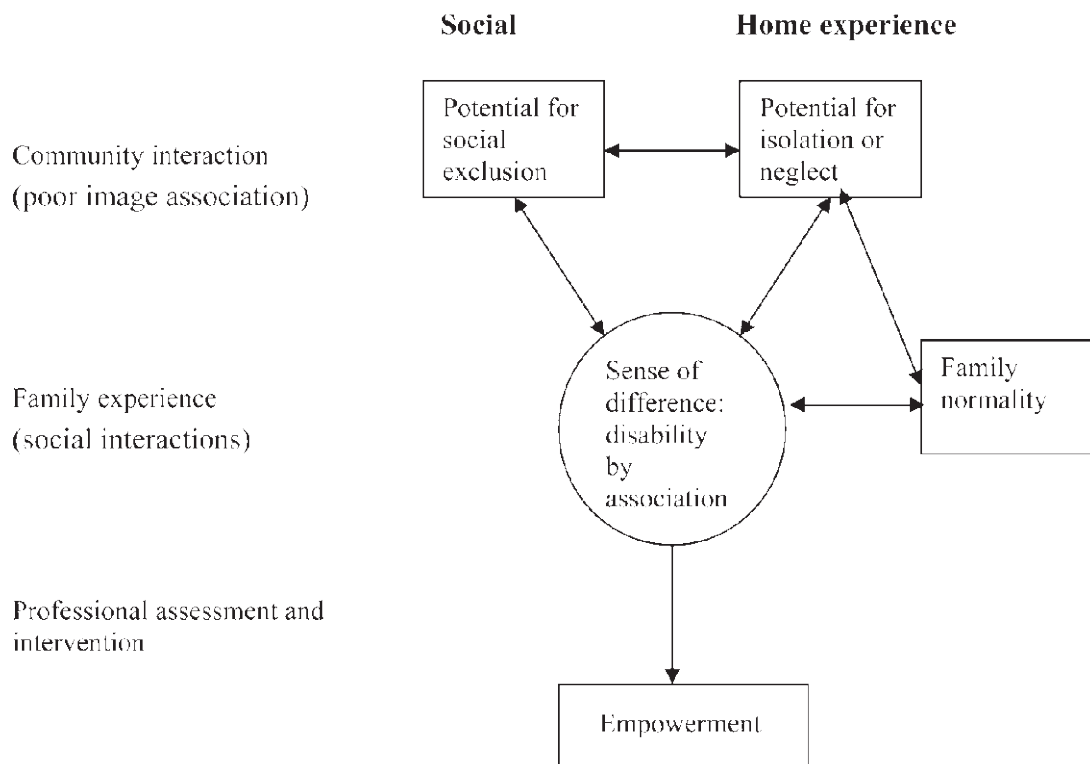 Social
Home experience
Potential for
social
exclusion
Potential for
isolation or
neglect
Community interaction
(poor image association)
Sense of
difference:
disability
by
association
Family
normality
Family experience
(social interactions)
Professional assessment and
intervention
Empowerment